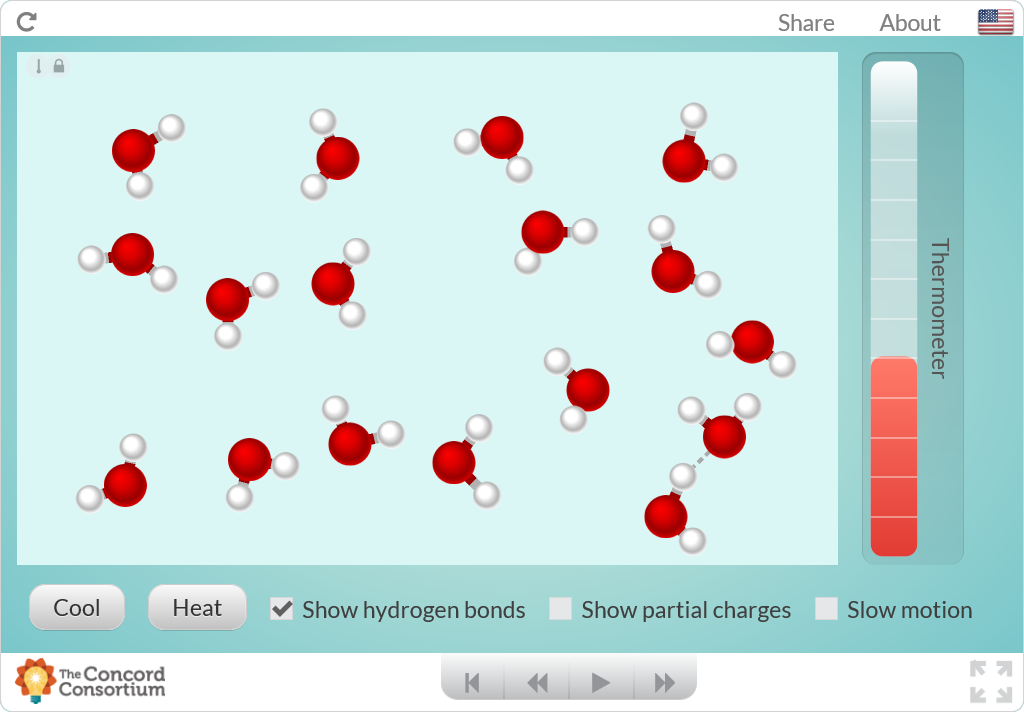 Share About
Thermometer
Cool Heat Show hydrogen bonds Show partial charges Slow motion
The Concord
Consortium